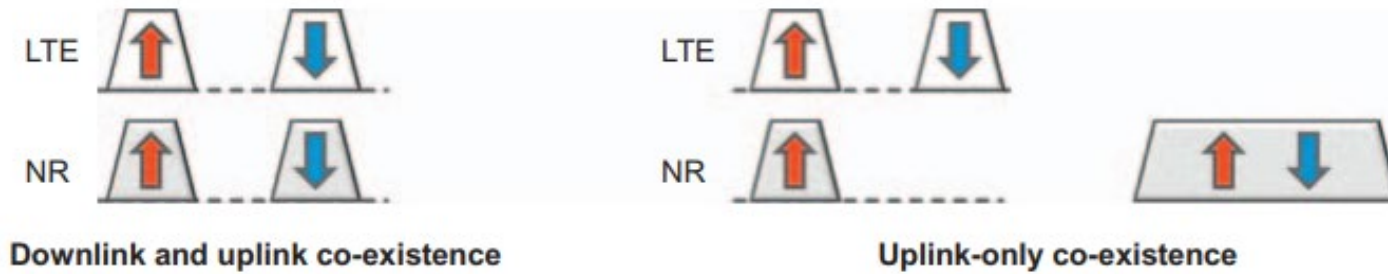 LTE LTE
NR NR
Downlink and uplink co-existence Uplink-only co-existence